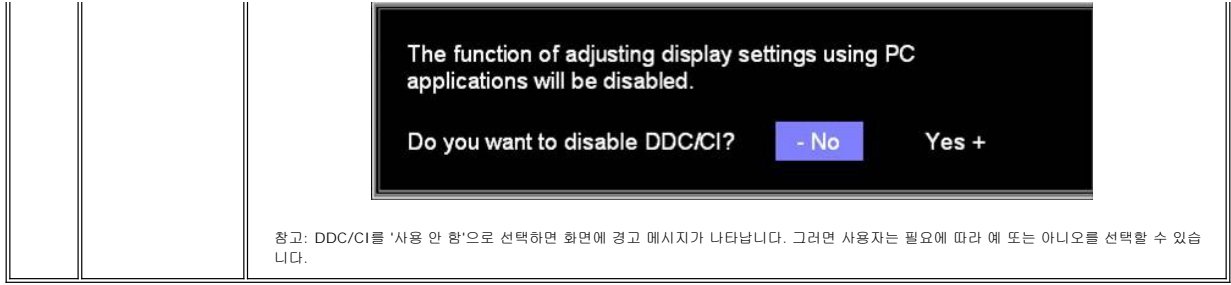 The function of adjusting display settings using PC
applications will be disabled.
Do you want to disable DDC/CI? - No Yes +
참고: DDC/CI를 '사용 안 함'으로 선택하면 화면에 경고 메시지가 나타납니다. 그러면 사용자는 필요에 따라 예 또는 아니오를 선택할 수 있습
니다.